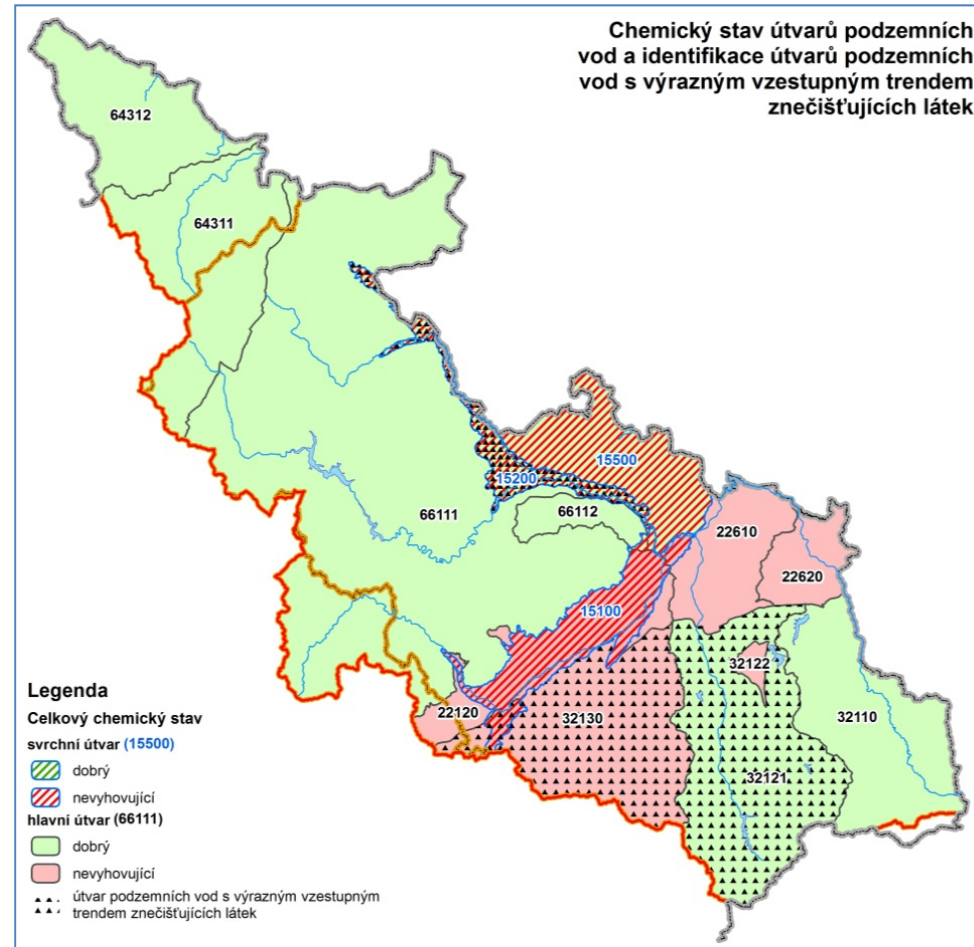 Chemický stav útvarů podzemních
vod a identifikace útvarů podzemních
vod s výrazným vzestupným trendem
znečišťujících látek
64312
64311
15500
15200
66111
66112
22610
22620
15100
32122
22120
32130
32110
32121
Legenda
Celkový chemický stav
svrchní útvar (15500)
dobrý
nevyhovující
hlavní útvar (66111)
dobrý
nevyhovující
útvar podzemních vod s výrazným vzestupným
trendem znečišťujících látek